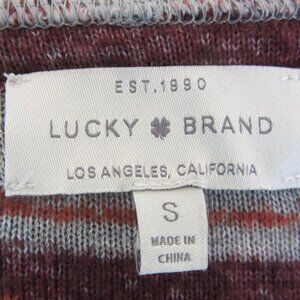 EST. 1990
LUCKY BRAND
LOS ANGELES, CALIFORNIA
S
MADE IN
CHINA